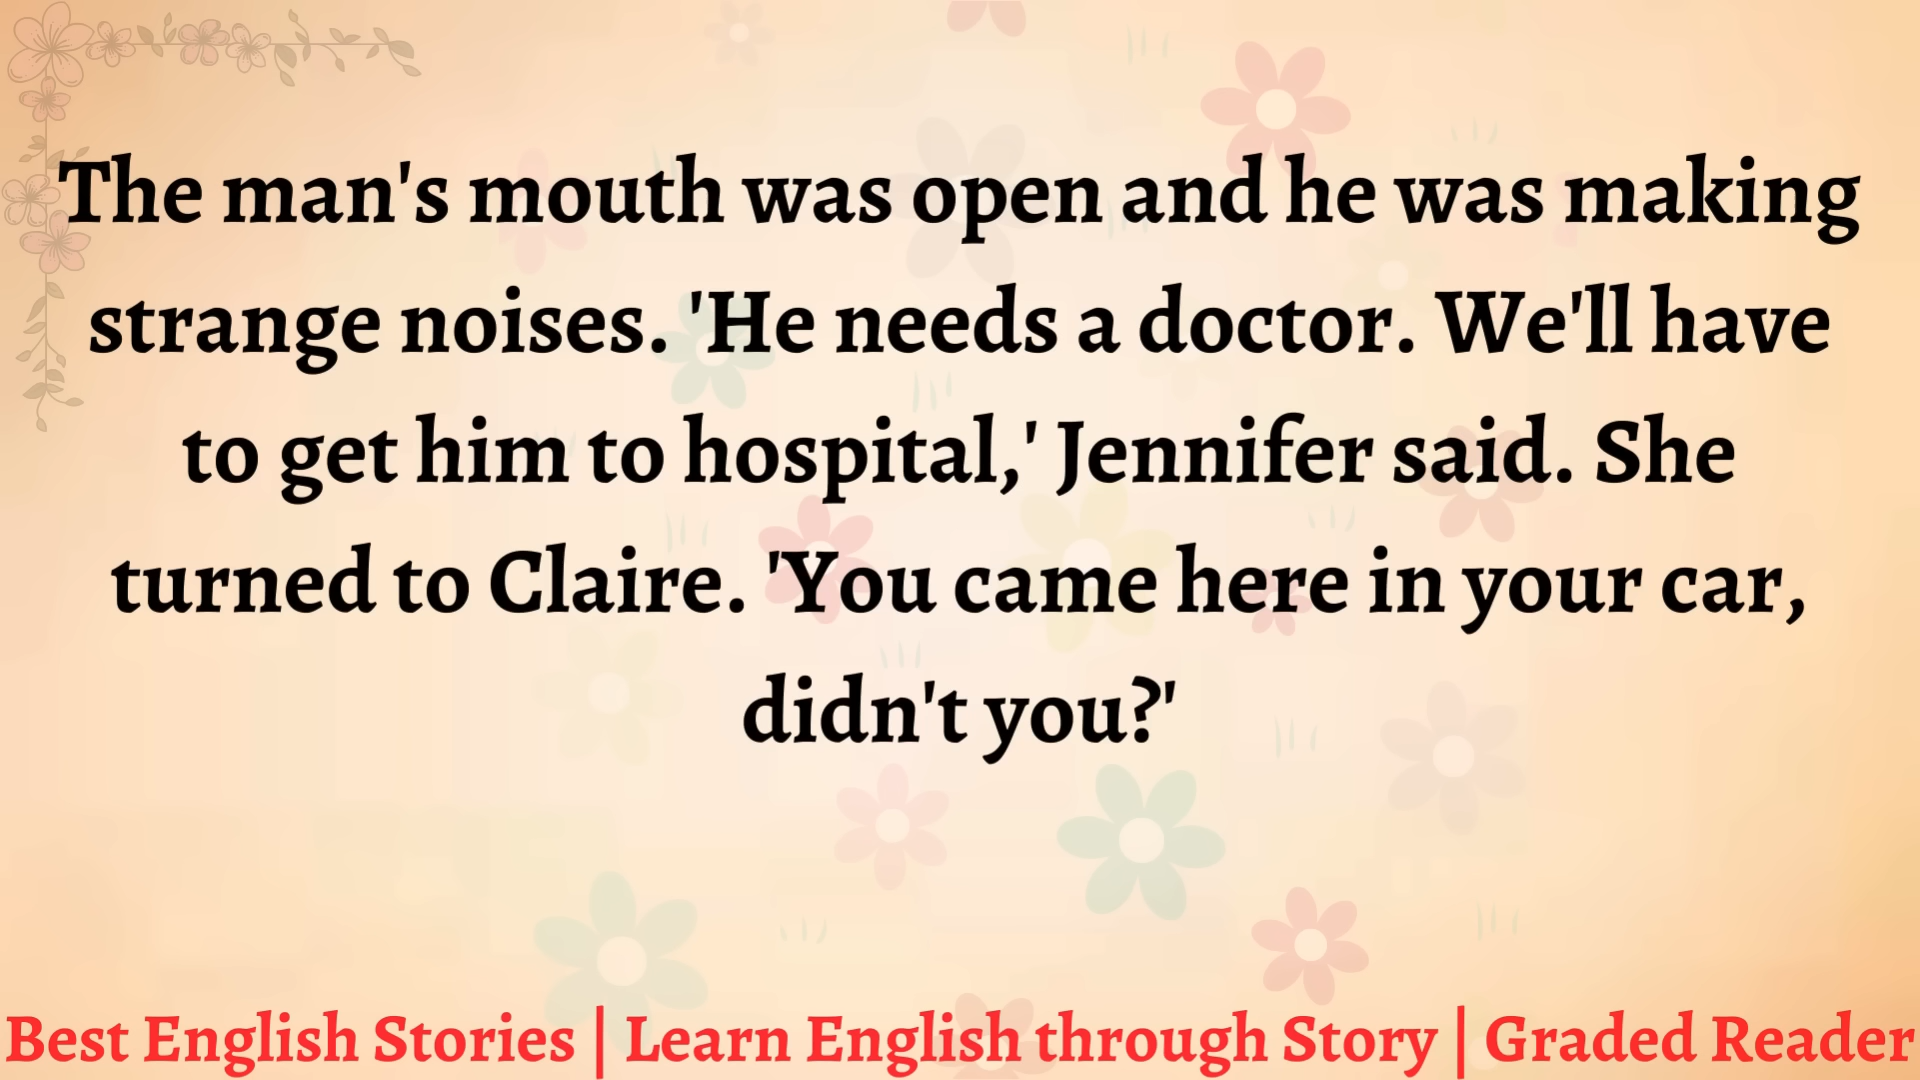 The man's mouth was open and he was making
strange noises. 'He needs a doctor. We'll have
to get him to hospital,' Jennifer said. She
turned to Claire. 'You came here in your car,
didn't you?'
Best English Stories | Learn English through Story | Graded Reader